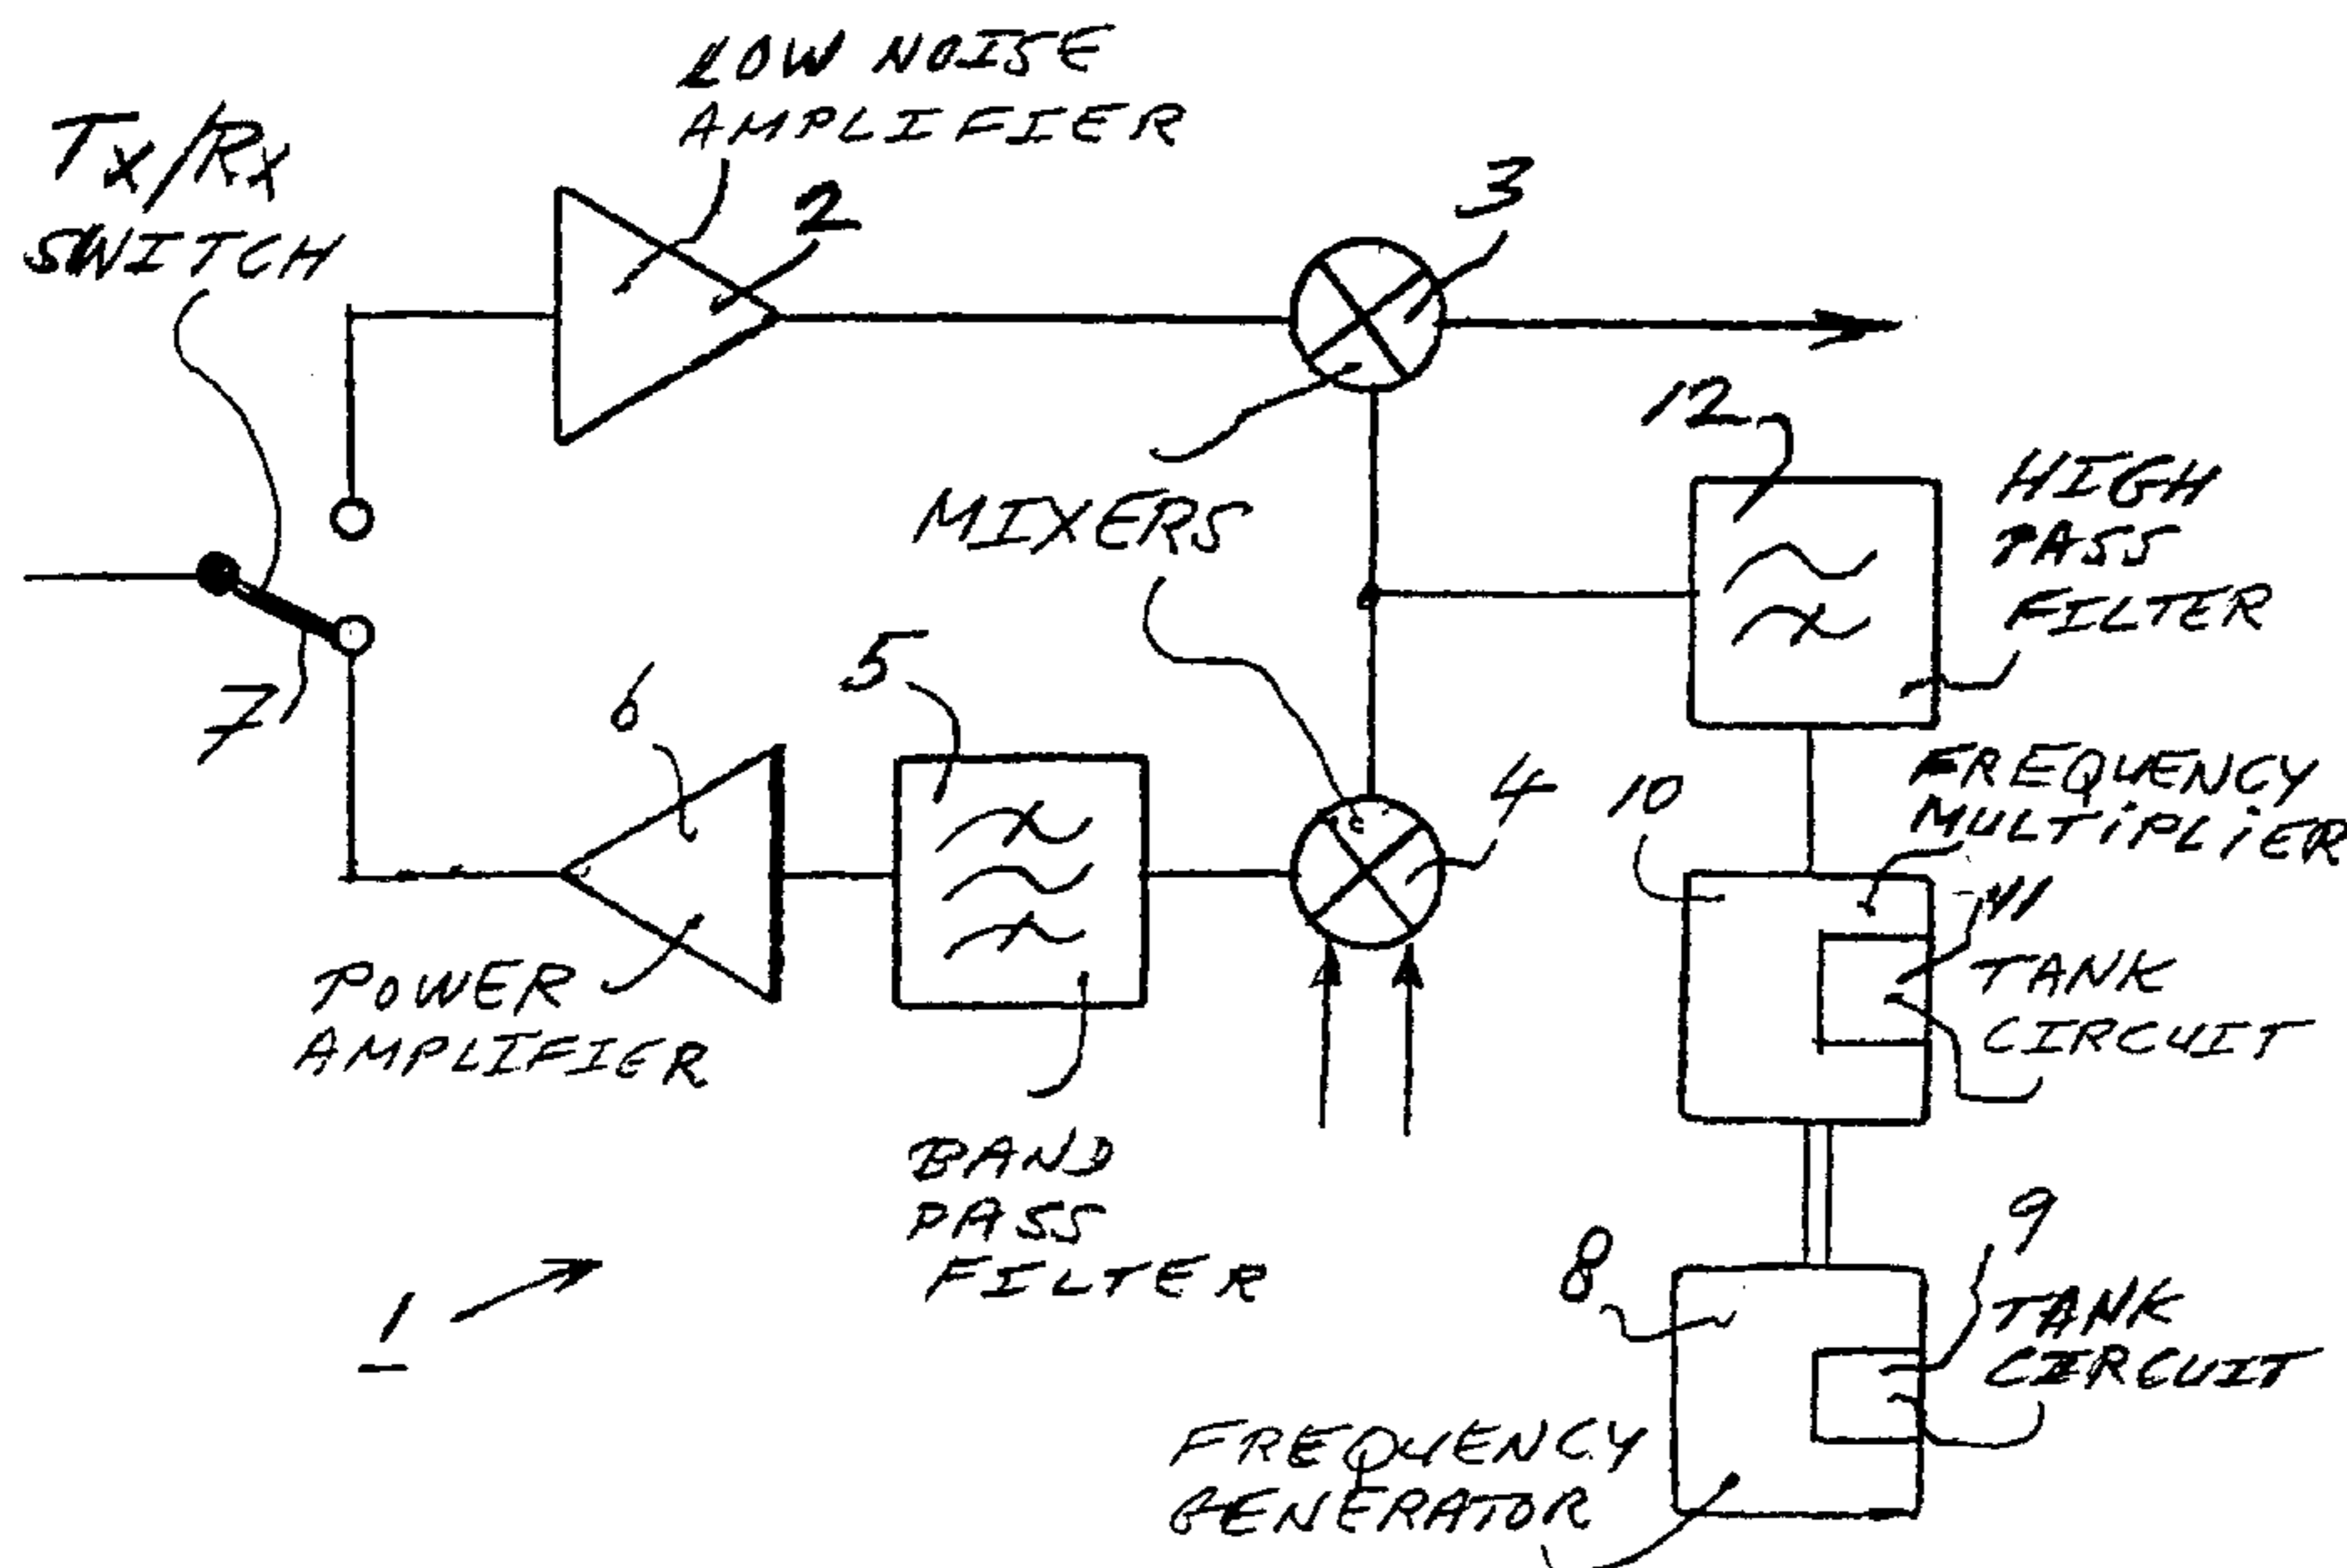 LOW NOISE
AMPLIFIER
Tx/Rx
SWITCH
2
3
12
HIGH
PASS
FILTER
MIXERS
7
6
5
4
10
FREQUENCY
MULTIPLIER
11
TANK
CIRCUIT
POWER
AMPLIFIER
BAND
PASS
FILTER
1
8
9
TANK
CIRCUIT
FREQUENCY
GENERATOR